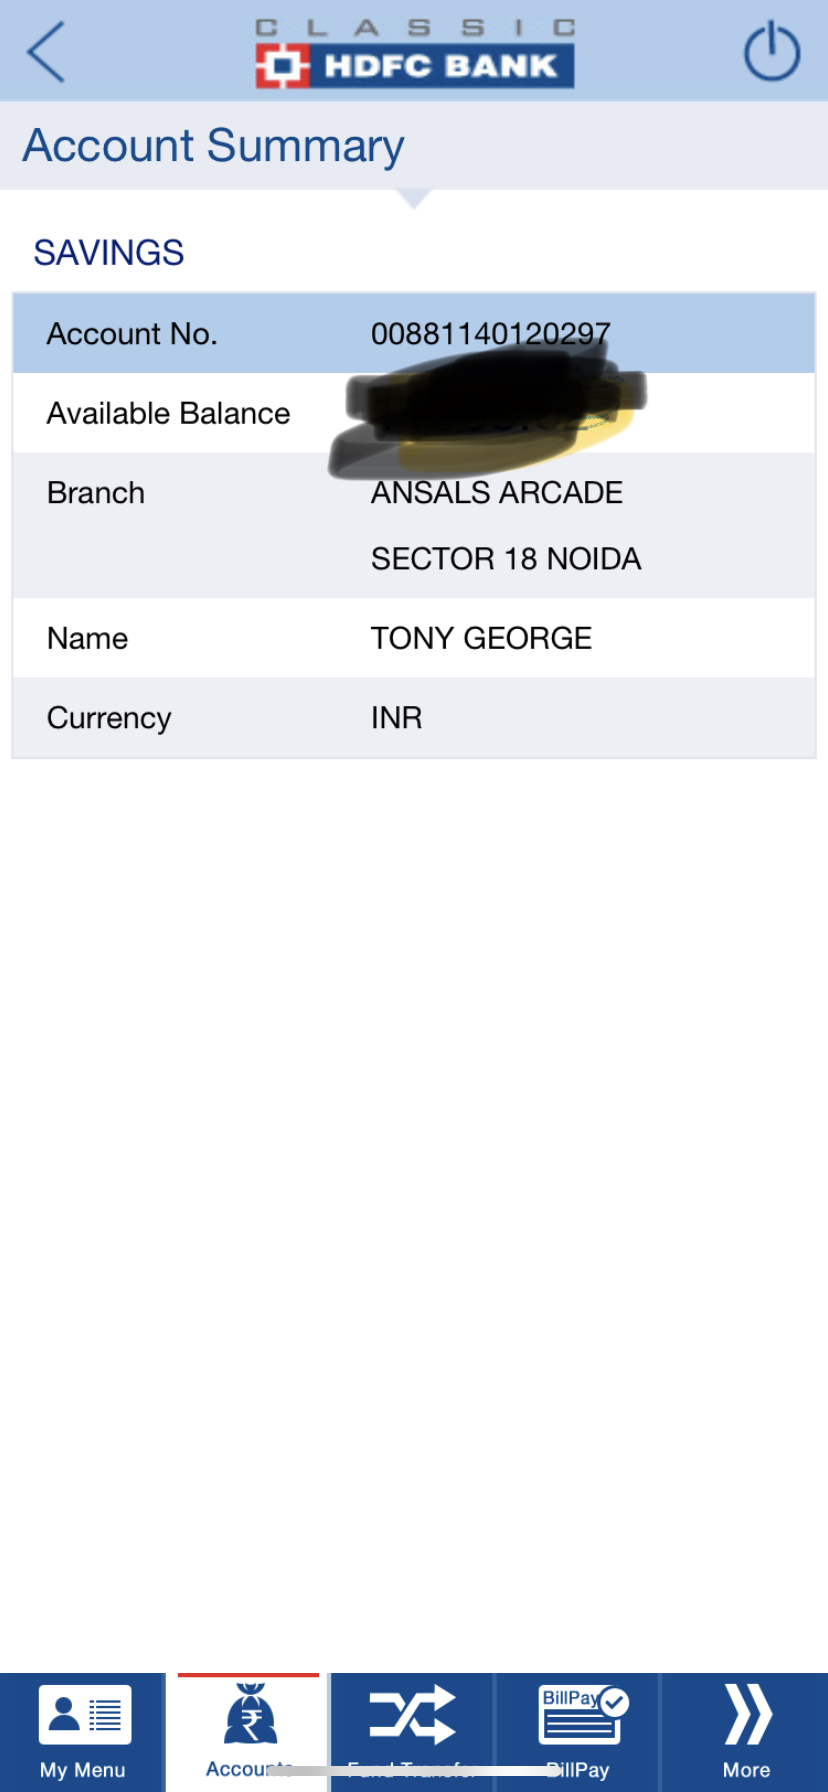 CLASSIC
HDFC BANK
Account Summary
SAVINGS
Account No. 00881140120297
Available Balance
Branch ANSALS ARCADE
SECTOR 18 NOIDA
Name TONY GEORGE
Currency INR
BillPay
My Menu Accounts Fund Transfer BillPay More